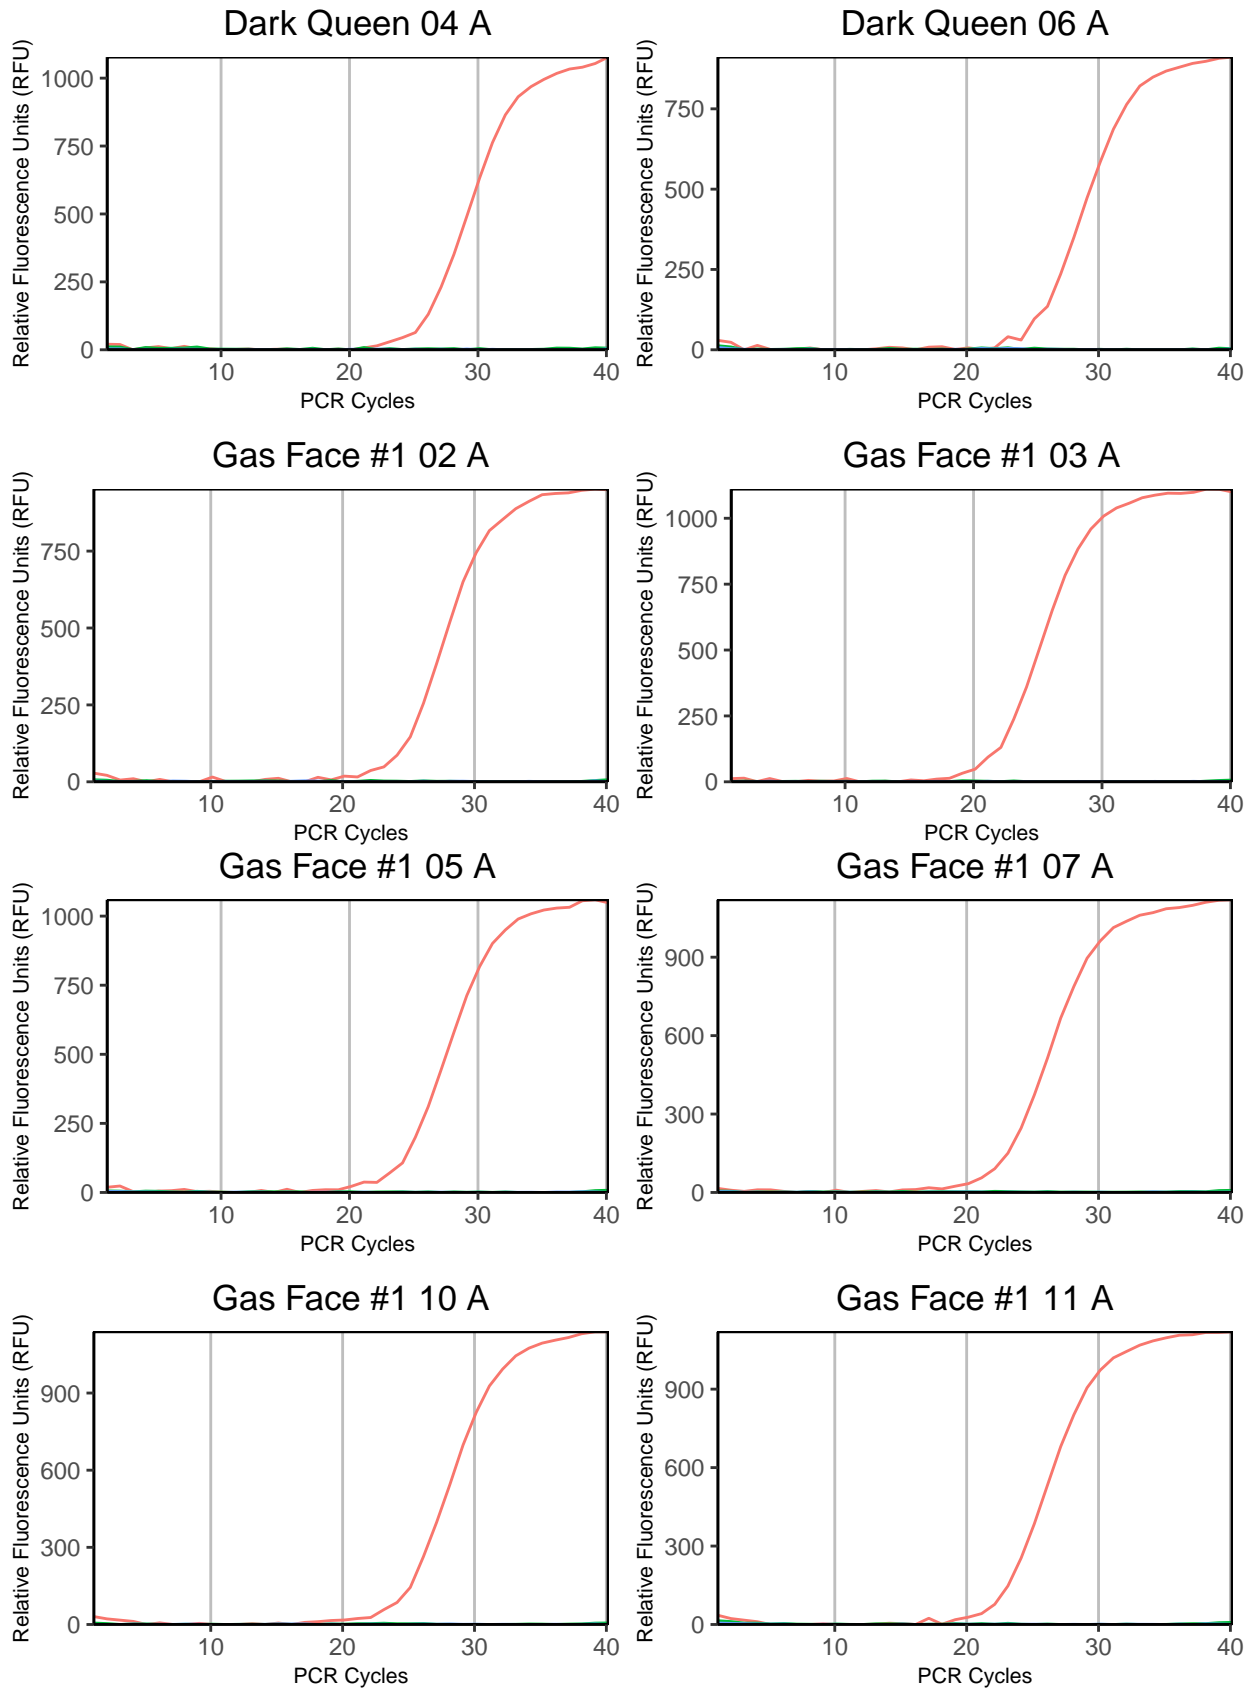 Dark Queen 04 A
Relative Fluorescence Units (RFU)
1000
750
500
250
0
10 20 30 40
PCR Cycles
Dark Queen 06 A
Relative Fluorescence Units (RFU)
750
500
250
0
10 20 30 40
PCR Cycles
Gas Face #1 02 A
Relative Fluorescence Units (RFU)
750
500
250
0
10 20 30 40
PCR Cycles
Gas Face #1 03 A
Relative Fluorescence Units (RFU)
1000
750
500
250
0
10 20 30 40
PCR Cycles
Gas Face #1 05 A
Relative Fluorescence Units (RFU)
1000
750
500
250
0
10 20 30 40
PCR Cycles
Gas Face #1 07 A
Relative Fluorescence Units (RFU)
900
600
300
0
10 20 30 40
PCR Cycles
Gas Face #1 10 A
Relative Fluorescence Units (RFU)
900
600
300
0
10 20 30 40
PCR Cycles
Gas Face #1 11 A
Relative Fluorescence Units (RFU)
900
600
300
0
10 20 30 40
PCR Cycles